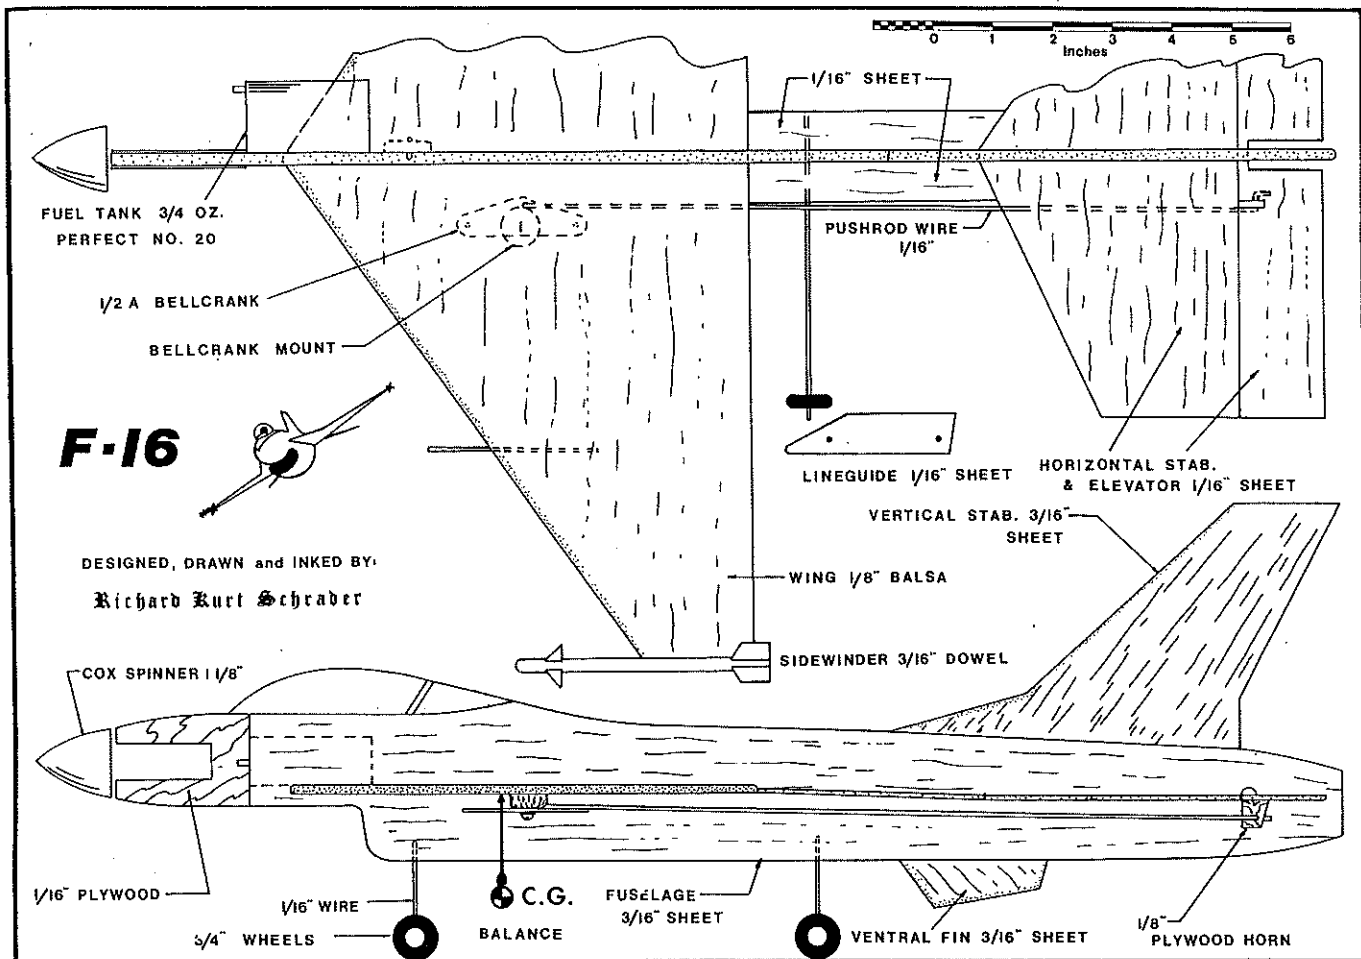 0 1 2 3 4 5 6
Inches
1/16" SHEET
FUEL TANK 3/4 OZ.
PERFECT NO. 20
PUSHROD WIRE
1/16"
1/2 A BELLCRANK
BELLCRANK MOUNT
F-16
LINEGUIDE 1/16" SHEET
HORIZONTAL STAB.
& ELEVATOR 1/16" SHEET
VERTICAL STAB. 3/16"
SHEET
DESIGNED, DRAWN and INKED BY:
Richard Kurt Schrader
WING 1/8" BALSA
SIDEWINDER 3/16" DOWEL
COX SPINNER 1 1/8"
1/16" PLYWOOD
1/16" WIRE
3/4" WHEELS
C.G.
BALANCE
FUSELAGE
3/16" SHEET
VENTRAL FIN 3/16" SHEET
1/8"
PLYWOOD HORN